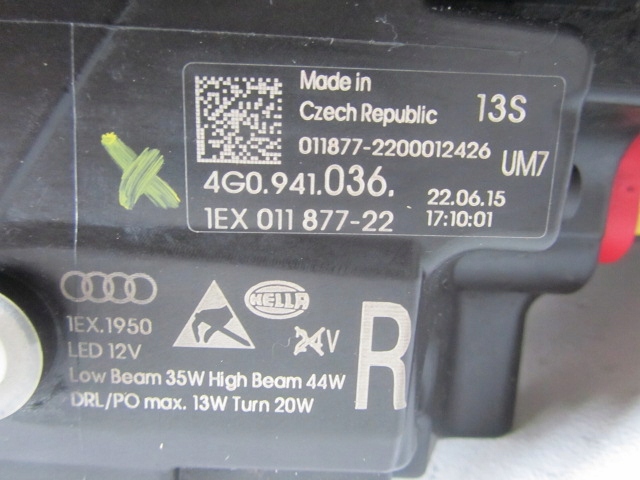 Made in
Czech Republic
13S
011877-2200012426
UM7
4G0.941.036.
22.06.15
1EX 011 877-22
17:10:01
HELLA
1EX.1950
24V
LED 12V
R
Low Beam 35W High Beam 44W
DRL/PO max. 13W Turn 20W